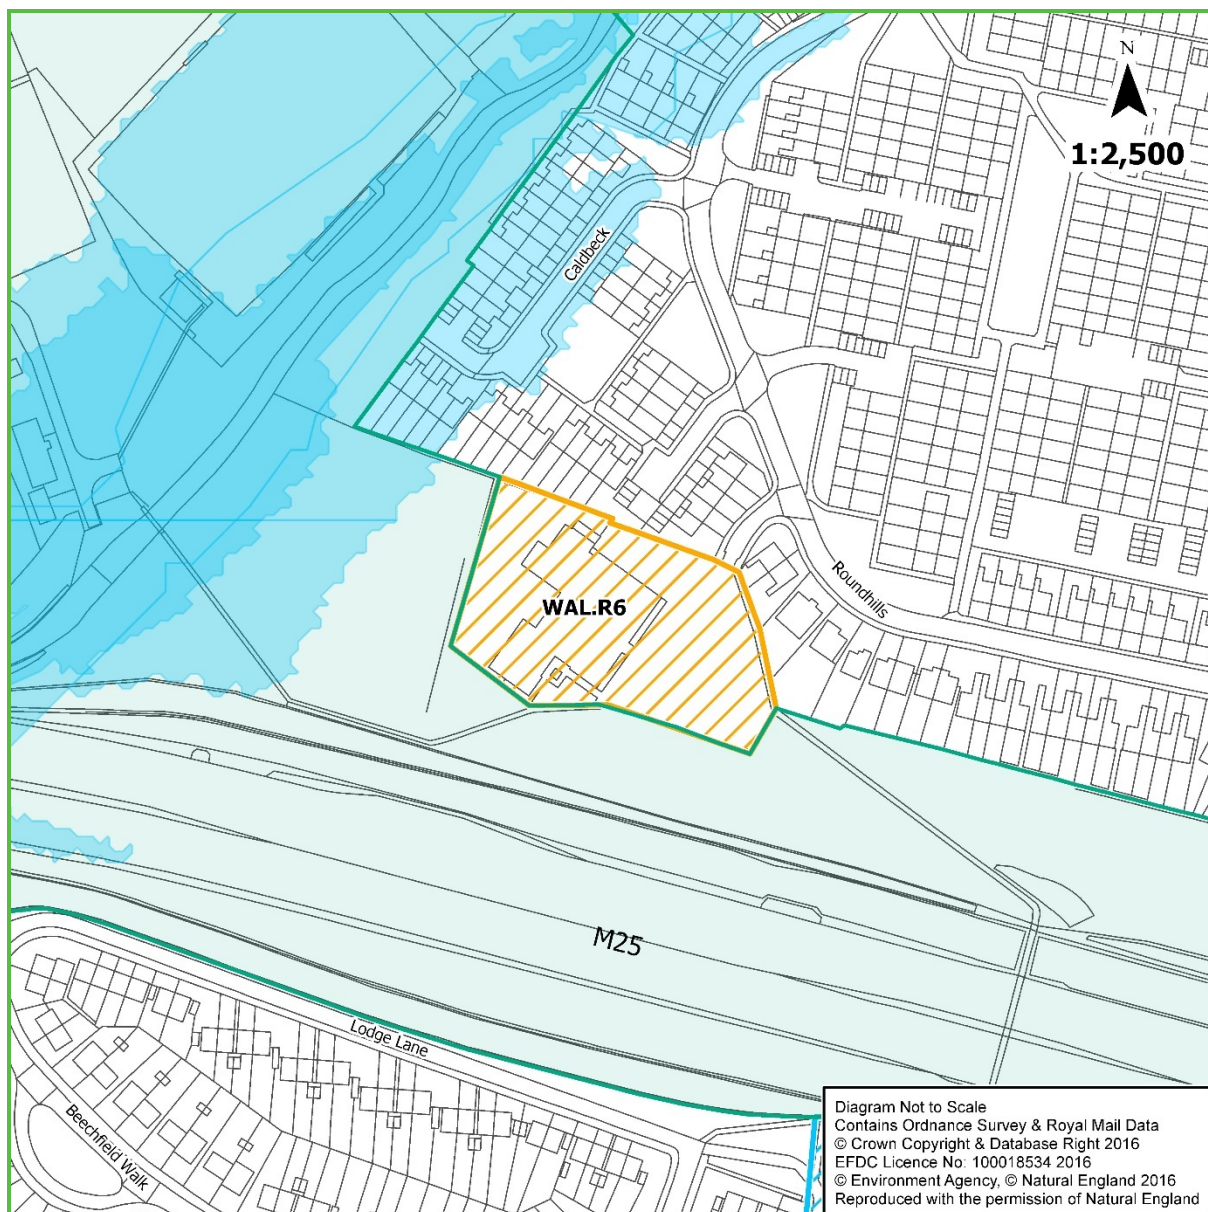 N
1:2,500
Caldbeck
Roundhills
WAL.R6
M25
Lodge Lane
Beechfield Walk
Diagram Not to Scale
Contains Ordnance Survey & Royal Mail Data
© Crown Copyright & Database Right 2016
EFDC Licence No: 100018534 2016
© Environment Agency, © Natural England 2016
Reproduced with the permission of Natural England